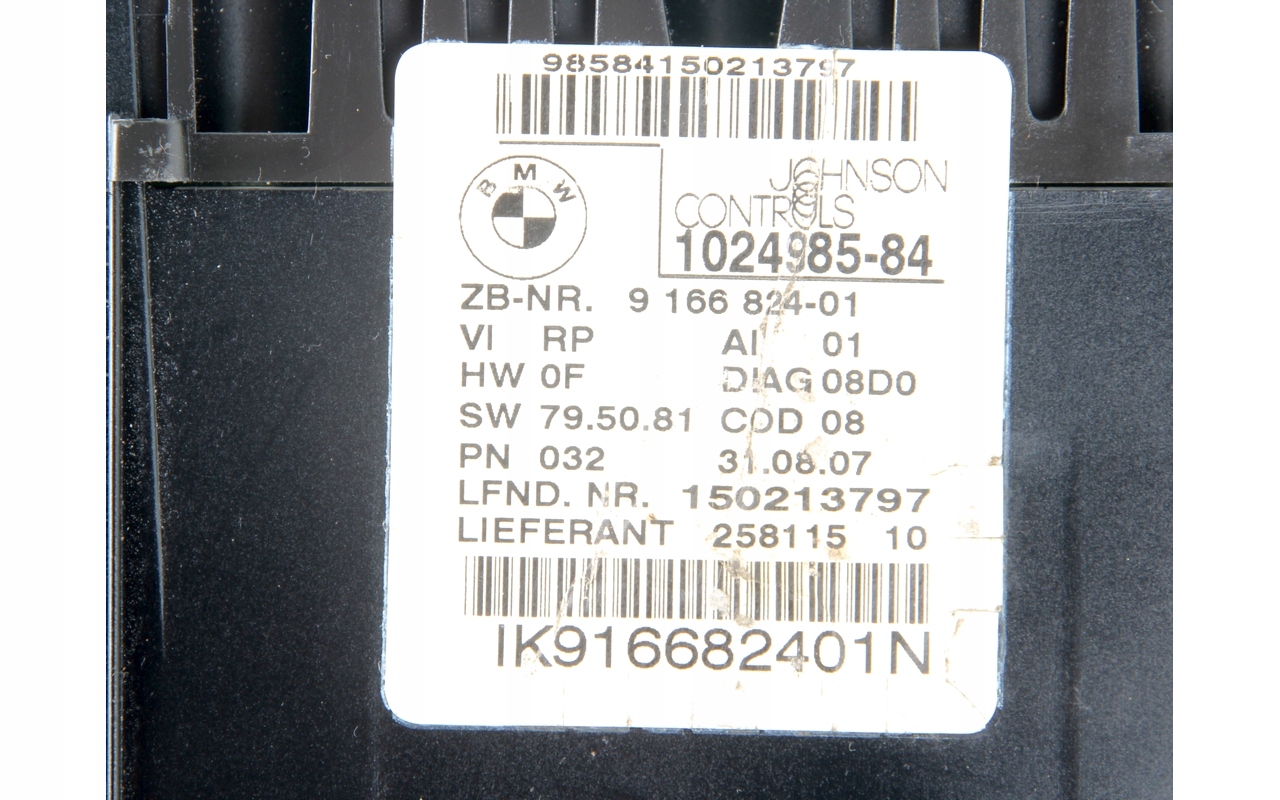 98584150213797
BMW
JOHNSON
CONTROLS
1024985-84
ZB-NR. 9 166 824-01
VI RP AI 01
HW 0F DIAG 08D0
SW 79.50.81 COD 08
PN 032 31.08.07
LFND. NR. 150213797
LIEFERANT 258115 10
IK916682401N